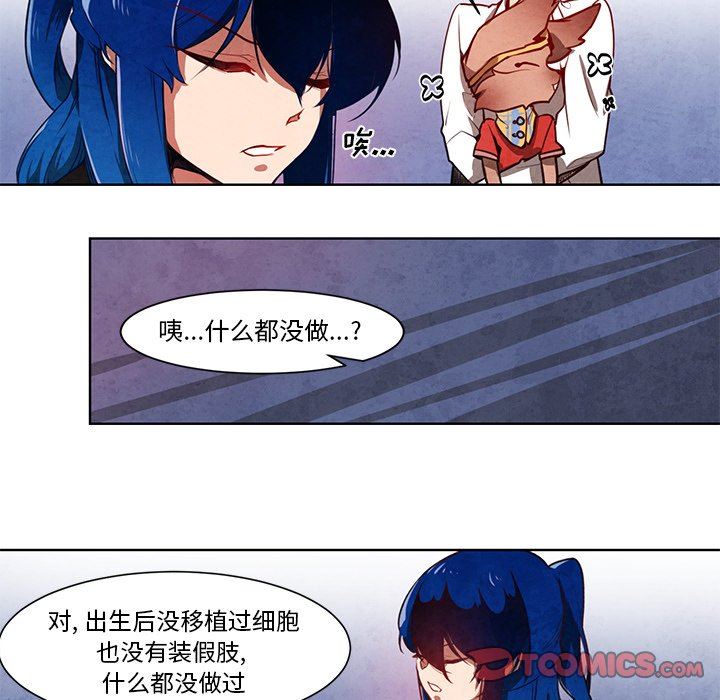 唉...
咦...什么都没做...?
对, 出生后没移植过细胞
也没有装假肢,
什么都没做过
TOOMICS.COM